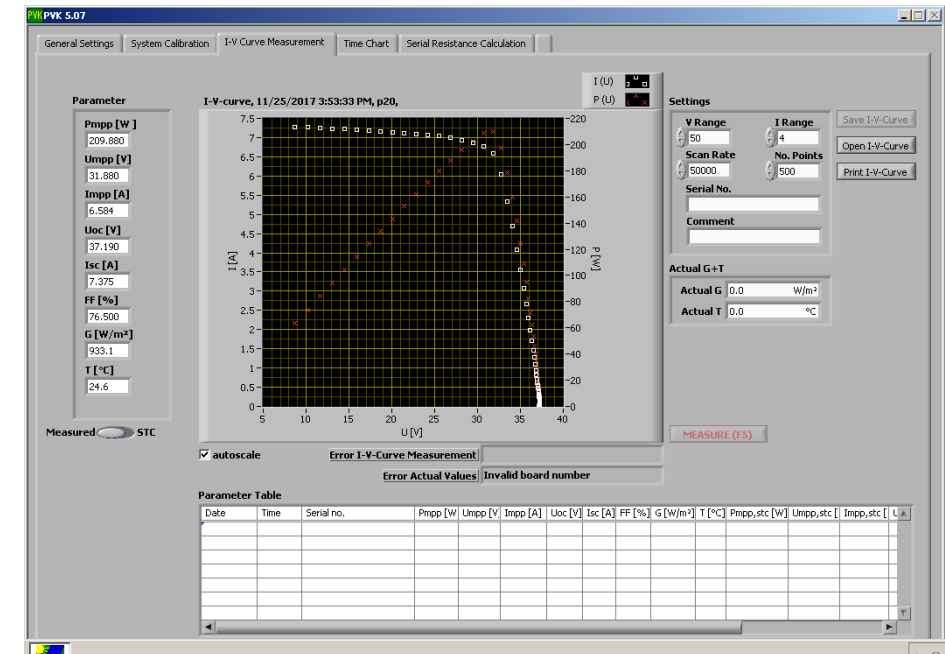 PVK PVK 5.07
General Settings System Calibration I-V Curve Measurement Time Chart Serial Resistance Calculation
I (U)
P (U)
Parameter
I-V-curve, 11/25/2017 3:53:33 PM, p20,
Settings
Pmpp [W ]
209.880
Umpp [V]
31.880
Impp [A]
6.584
Uoc [V]
37.190
Isc [A]
7.375
FF [%]
76.500
G [W/m²]
933.1
T [°C]
24.6
Measured STC
7.5
7
6.5
6
5.5
5
4.5
4
3.5
3
2.5
2
1.5
1
0.5
0
I [A]
220
200
180
160
140
120
100
80
60
40
20
0
P [W]
5 10 15 20 25 30 35 40
U [V]
V Range I Range
50 4
Scan Rate No. Points
50000 500
Serial No.
Comment
Save I-V-Curve
Open I-V-Curve
Print I-V-Curve
Actual G+T
Actual G 0.0 W/m²
Actual T 0.0 °C
MEASURE (F5)
autoscale Error I-V-Curve Measurement
Error Actual Values Invalid board number
Parameter Table
Date Time Serial no. Pmpp [W Umpp [V] Impp [A] Uoc [V] Isc [A] FF [%] G [W/m²] T [°C] Pmpp,stc [W] Umpp,stc [ Impp,stc [ U